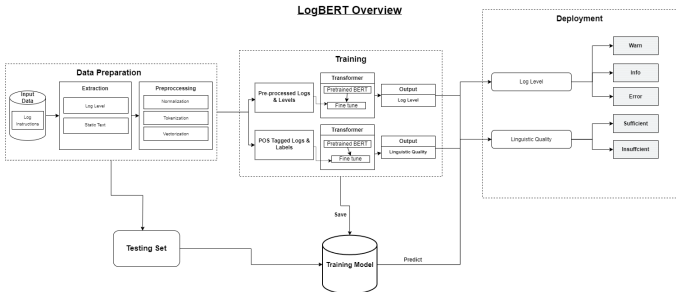 LogBERT Overview
Data Preparation
Input
Data
Log
Instructions
Extraction
Log Level
Static Text
Preproccessing
Normalization
Tokenization
Vectorization
Training
Pre-processed Logs
& Levels
Transformer
Pretrained BERT
Fine tune
Output
Log Level
POS Tagged Logs &
Labels
Transformer
Pretrained BERT
Fine tune
Output
Linguistic Quality
Deployment
Log Level
Warn
Info
Error
Linguistic Quality
Sufficient
Insuffcient
Save
Testing Set
Training Model
Predict